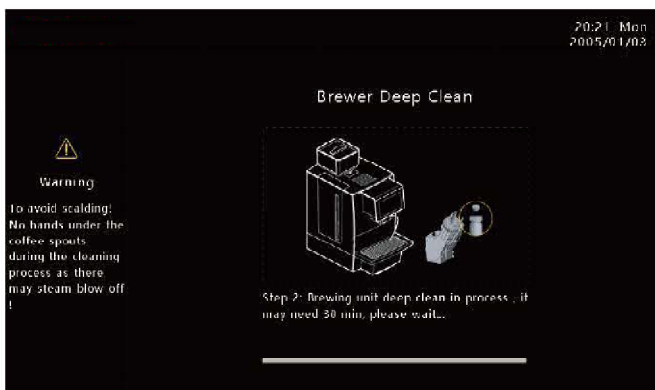 20:21 Mon
2005/01/03
Brewer Deep Clean
Warning
To avoid scalding!
No hands under the
coffee spouts
during the cleaning
process as there
may steam blow off
!
Step 2: Brewing unit deep clean in process , it
may need 30 min, please wait...